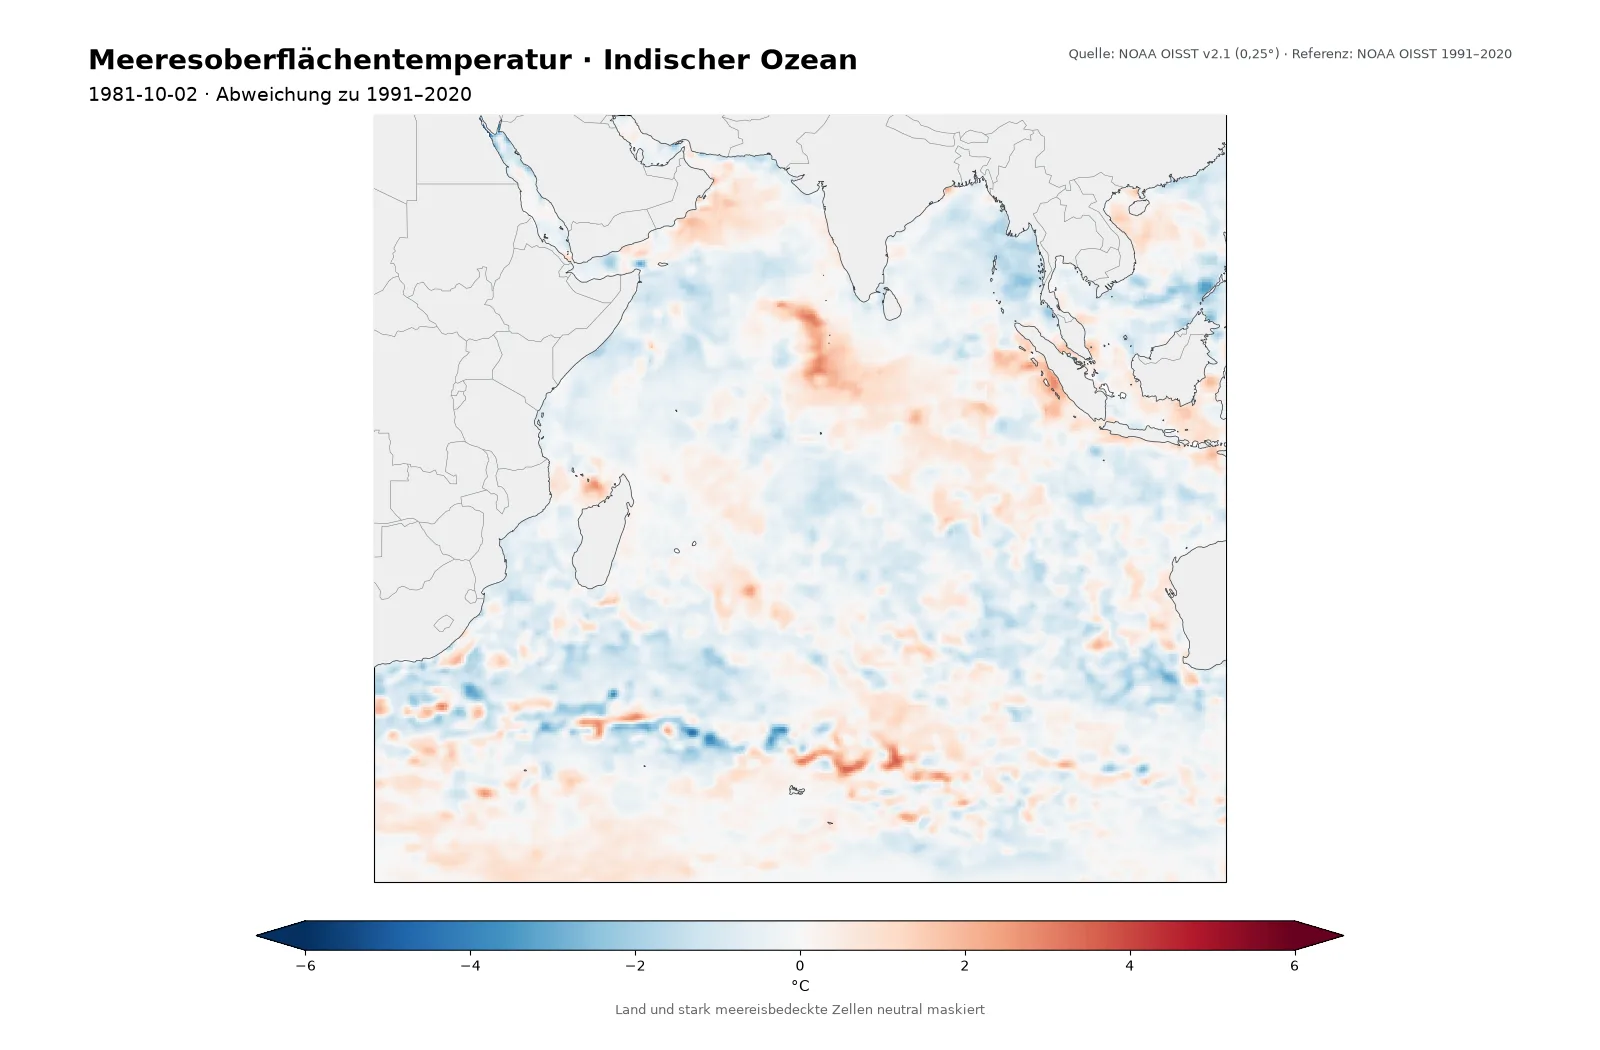 Meeresoberflächentemperatur · Indischer Ozean
Quelle: NOAA OISST v2.1 (0,25°) · Referenz: NOAA OISST 1991–2020
1981-10-02 · Abweichung zu 1991–2020
−6 −4 −2 0 2 4 6
°C
Land und stark meereisbedeckte Zellen neutral maskiert